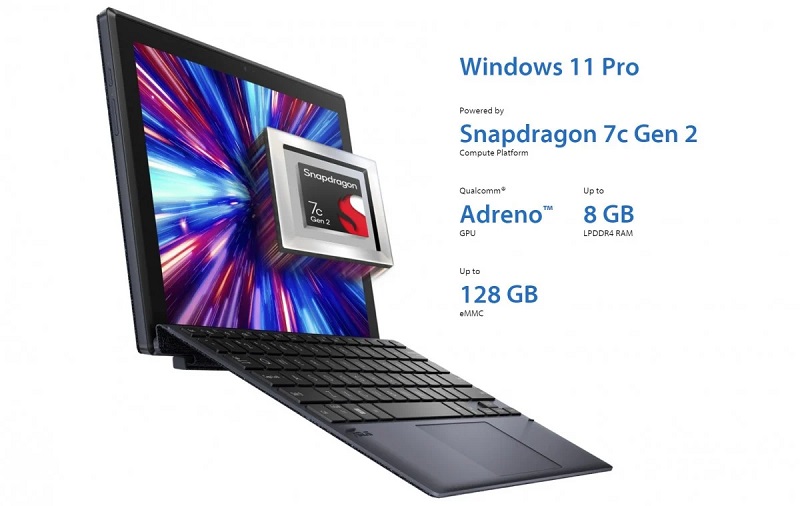 Windows 11 Pro
Powered by
Snapdragon 7c Gen 2
Compute Platform
Qualcomm®
Adreno™
GPU
Up to
8 GB
LPDDR4 RAM
Up to
128 GB
eMMC
Snapdragon
7c
Gen 2